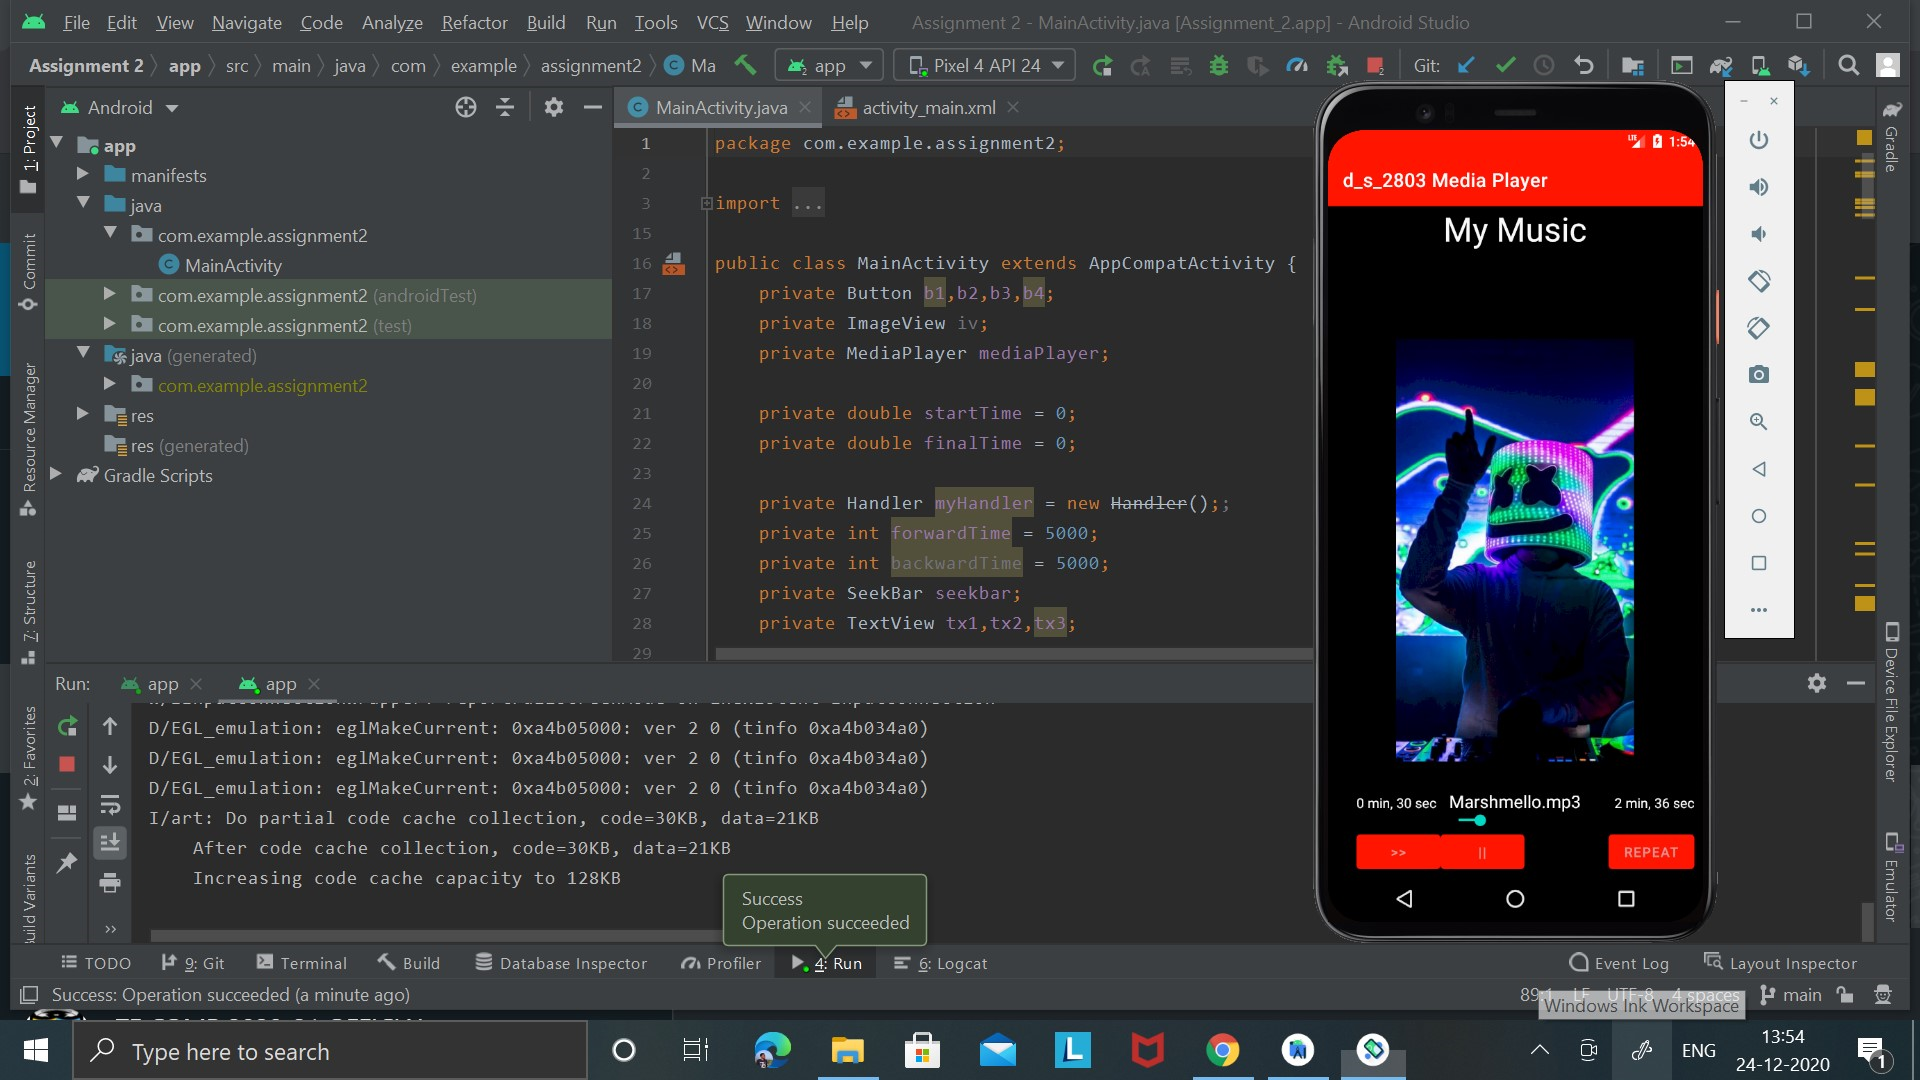 File Edit View Navigate Code Analyze Refactor Build Run Tools VCS Window Help Assignment 2 - MainActivity.java [Assignment_2.app] - Android Studio
Assignment 2 app src main java com example assignment2 Ma app Pixel 4 API 24 Git:
Android
MainActivity.java activity_main.xml
1: Project
Commit
Resource Manager
7: Structure
2: Favorites
Build Variants
app
manifests
java
com.example.assignment2
MainActivity
com.example.assignment2 (androidTest)
com.example.assignment2 (test)
java (generated)
com.example.assignment2
res
res (generated)
Gradle Scripts
1 package com.example.assignment2;
2
3 import ...
15
16 public class MainActivity extends AppCompatActivity {
17 private Button b1,b2,b3,b4;
18 private ImageView iv;
19 private MediaPlayer mediaPlayer;
20
21 private double startTime = 0;
22 private double finalTime = 0;
23
24 private Handler myHandler = new Handler();;
25 private int forwardTime = 5000;
26 private int backwardTime = 5000;
27 private SeekBar seekbar;
28 private TextView tx1,tx2,tx3;
29
LTE 1:54
d_s_2803 Media Player
My Music
0 min, 30 sec Marshmello.mp3 2 min, 36 sec
>> || REPEAT
Gradle
Device File Explorer
Emulator
Run: app app
D/EGL_emulation: eglMakeCurrent: 0xa4b05000: ver 2 0 (tinfo 0xa4b034a0)
D/EGL_emulation: eglMakeCurrent: 0xa4b05000: ver 2 0 (tinfo 0xa4b034a0)
D/EGL_emulation: eglMakeCurrent: 0xa4b05000: ver 2 0 (tinfo 0xa4b034a0)
I/art: Do partial code cache collection, code=30KB, data=21KB
After code cache collection, code=30KB, data=21KB
Increasing code cache capacity to 128KB
Success
Operation succeeded
TODO 9: Git Terminal Build Database Inspector Profiler 4: Run 6: Logcat Event Log Layout Inspector
Success: Operation succeeded (a minute ago) 89:1 LF UTF-8 4 spaces main
Windows Ink Workspace
Type here to search
ENG
13:54
24-12-2020
1